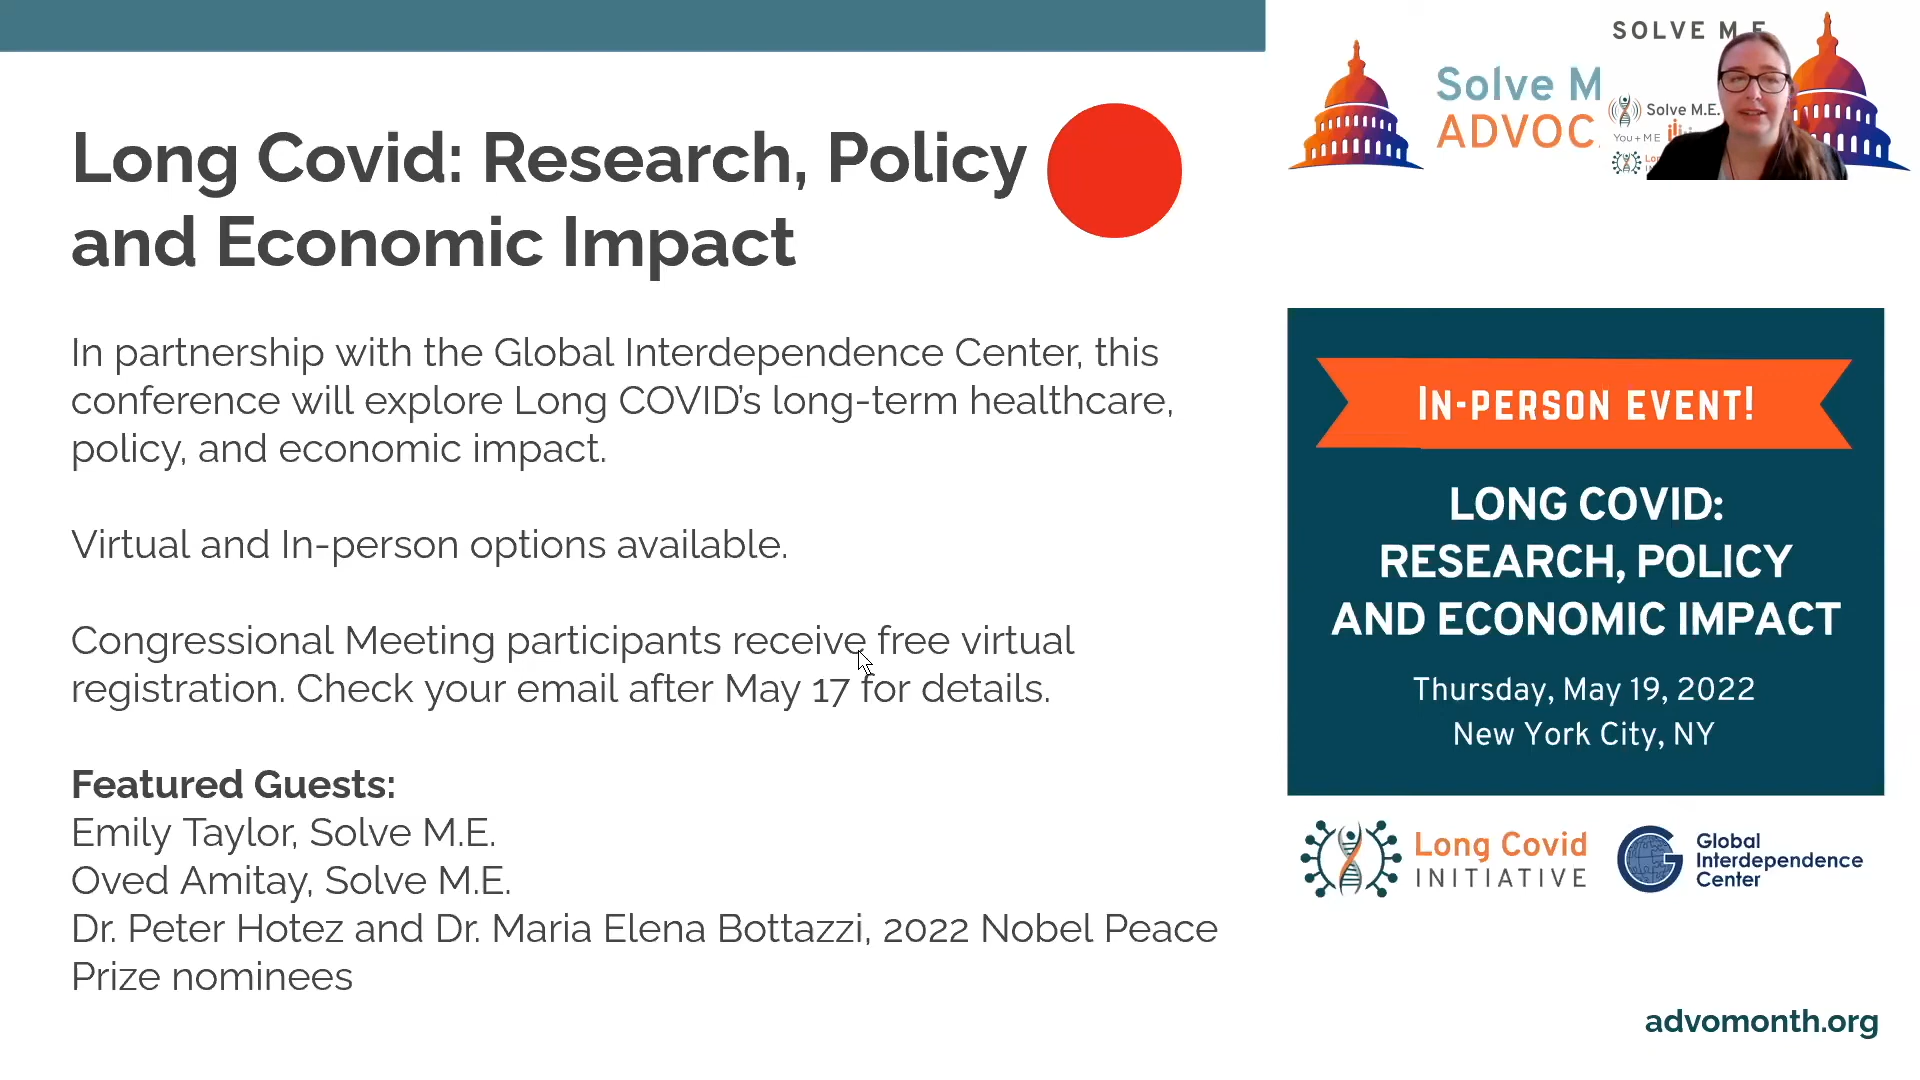 Long Covid: Research, Policy
and Economic Impact
In partnership with the Global Interdependence Center, this
conference will explore Long COVID's long-term healthcare,
policy, and economic impact.
Virtual and In-person options available.
Congressional Meeting participants receive free virtual
registration. Check your email after May 17 for details.
Featured Guests:
Emily Taylor, Solve M.E.
Oved Amitay, Solve M.E.
Dr. Peter Hotez and Dr. Maria Elena Bottazzi, 2022 Nobel Peace
Prize nominees
Solve M
ADVOC
SOLVE M.E
Solve M.E.
You+ME
IN-PERSON EVENT!
LONG COVID:
RESEARCH, POLICY
AND ECONOMIC IMPACT
Thursday, May 19, 2022
New York City, NY
Long Covid
INITIATIVE
Global
Interdependence
Center
advomonth.org